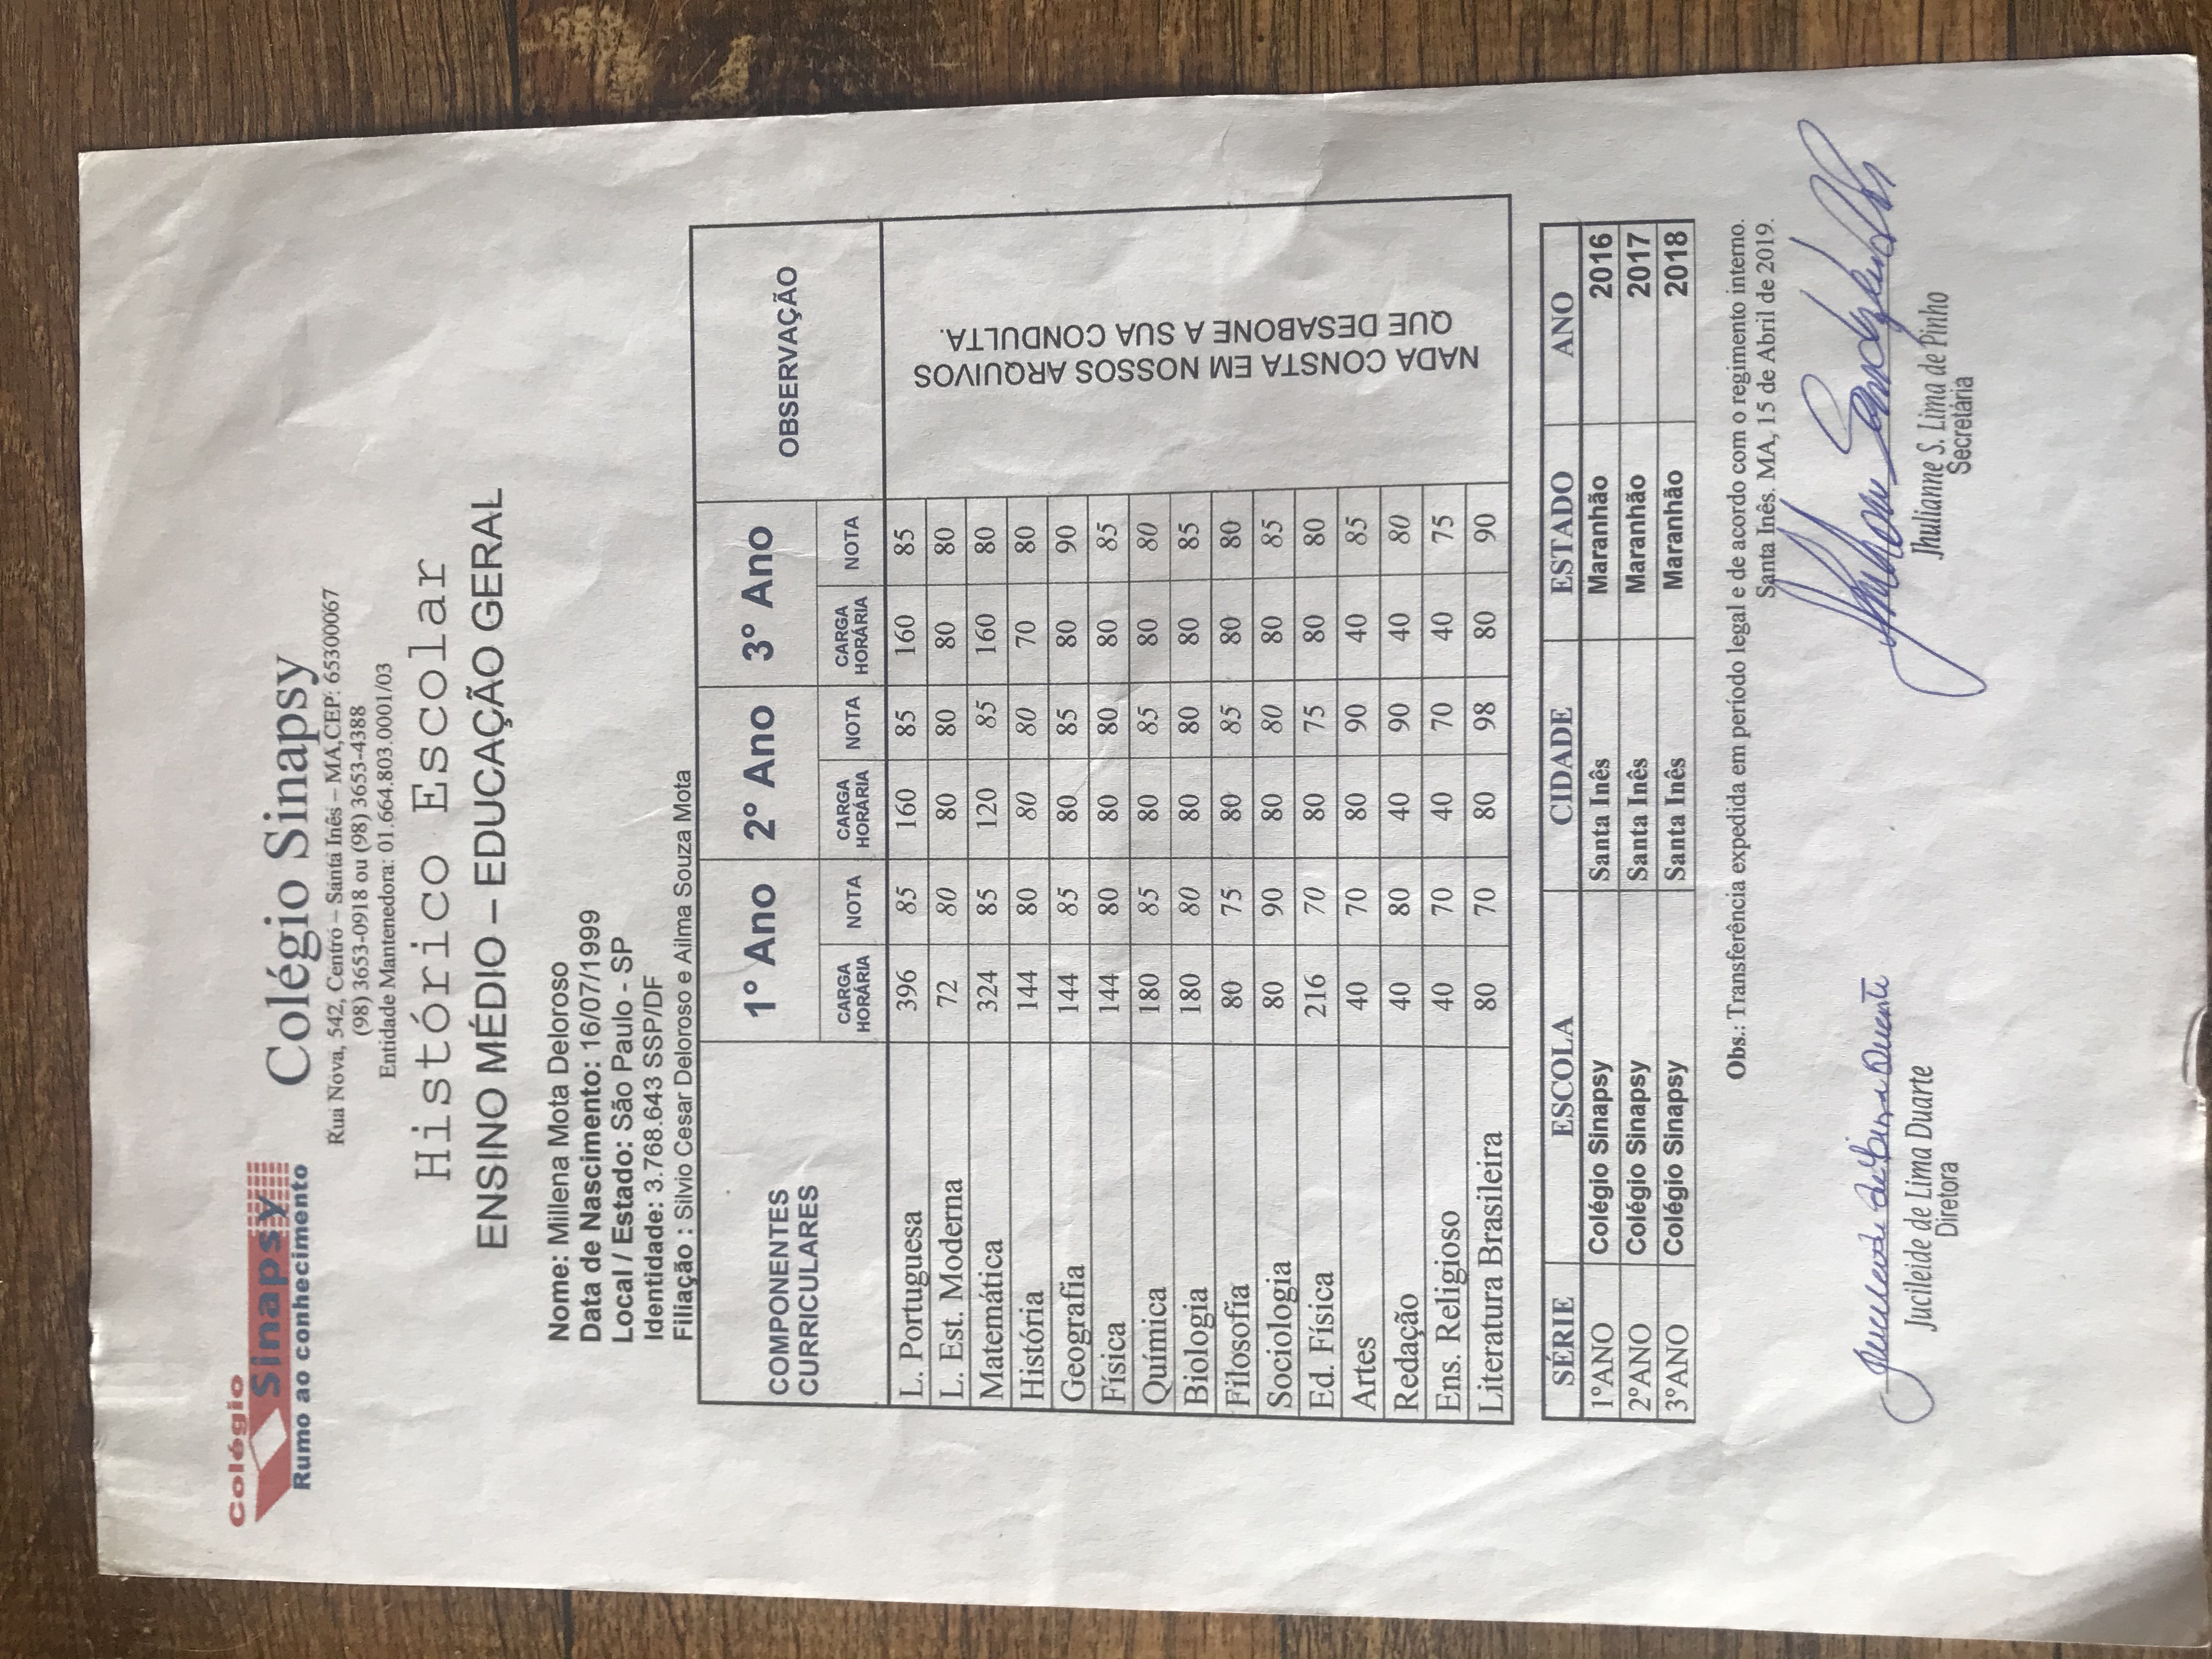 Colégio
Sinapsy
Rumo ao conhecimento
Colégio Sinapsy
Rua Nova, 542, Centro – Santa Inês – MA,CEP: 65300067
(98) 3653-0918 ou (98) 3653-4388
Entidade Mantenedora: 01.664.803.0001/03
Histórico Escolar
ENSINO MÉDIO – EDUCAÇÃO GERAL
Nome: Millena Mota Deloroso
Data de Nascimento: 16/07/1999
Local / Estado: São Paulo - SP
Identidade: 3.768.643 SSP/DF
Filiação : Silvio Cesar Deloroso e Ailma Souza Mota
COMPONENTES CURRICULARES 1º Ano 2º Ano 3º Ano OBSERVAÇÃO
CARGA HORÁRIA NOTA CARGA HORÁRIA NOTA CARGA HORÁRIA NOTA
L. Portuguesa 396 85 160 85 160 85
L. Est. Moderna 72 80 80 80 80 80
Matemática 324 85 120 85 160 80
História 144 80 80 80 70 80
Geografia 144 85 80 85 80 90
Física 144 80 80 80 80 85
Química 180 85 80 85 80 80
Biologia 180 80 80 80 80 85
Filosofia 80 75 80 85 80 80
Sociologia 80 90 80 80 80 85
Ed. Física 216 70 80 75 80 80
Artes 40 70 80 90 40 85
Redação 40 80 40 90 40 80
Ens. Religioso 40 70 40 70 40 75
Literatura Brasileira 80 70 80 98 80 90
NADA CONSTA EM NOSSOS ARQUIVOS
QUE DESABONE A SUA CONDULTA.
SÉRIE ESCOLA CIDADE ESTADO ANO
1ºANO Colégio Sinapsy Santa Inês Maranhão 2016
2ºANO Colégio Sinapsy Santa Inês Maranhão 2017
3ºANO Colégio Sinapsy Santa Inês Maranhão 2018
Obs.: Transferência expedida em período legal e de acordo com o regimento interno.
Santa Inês. MA, 15 de Abril de 2019.
Jucileide de Lima Duarte
Diretora
Jhulianne S. Lima de Pinho
Secretária